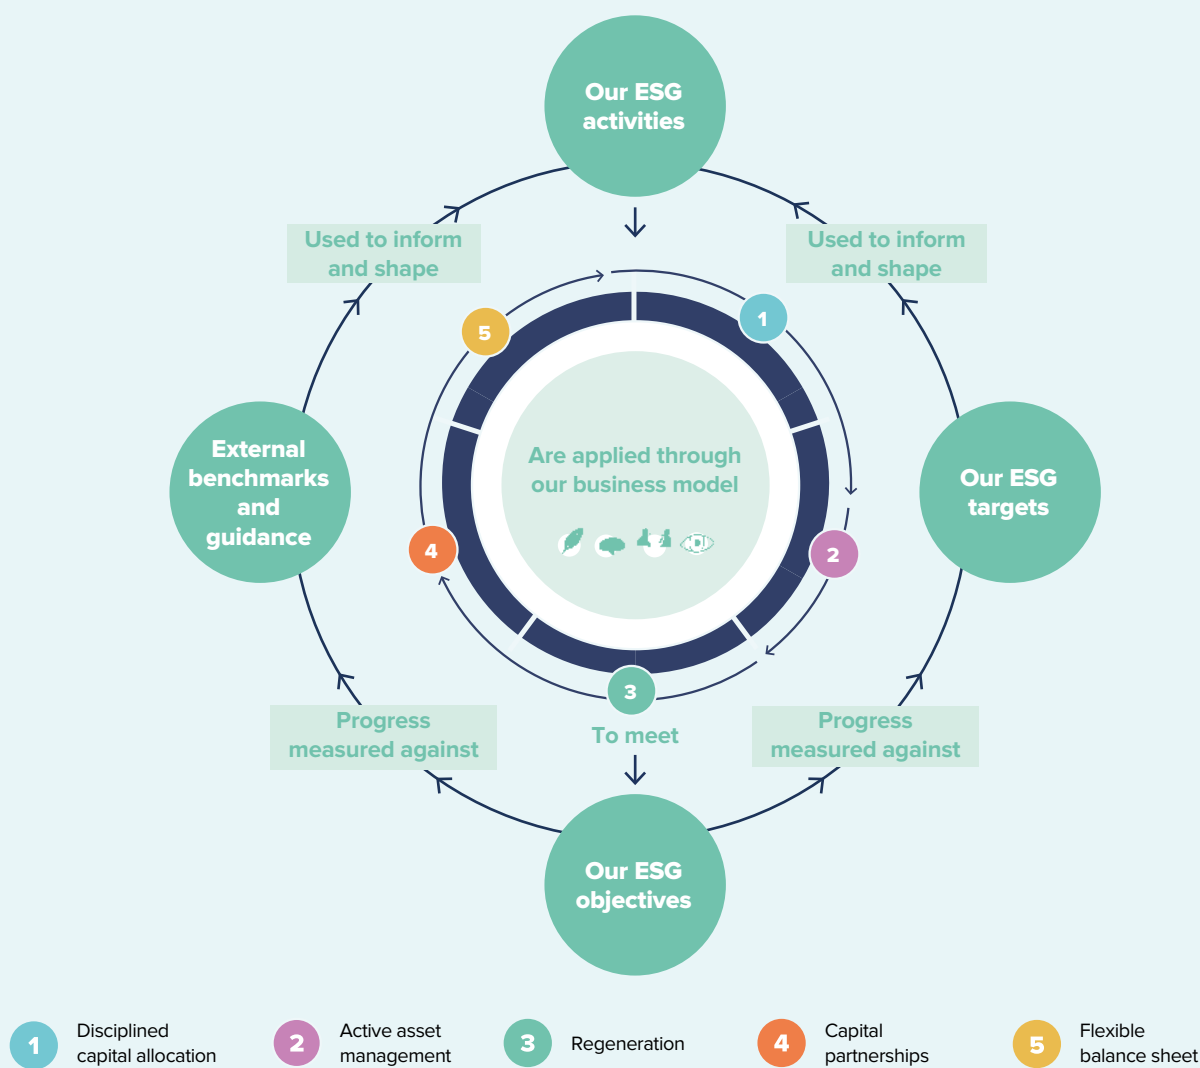 Our ESG
activities
Used to inform
and shape
Used to inform
and shape
5
1
External
benchmarks
and
guidance
Are applied through
our business model
Our ESG
targets
4
2
3
Progress
measured against
To meet
Progress
measured against
Our ESG
objectives
1
Disciplined
capital allocation
2
Active asset
management
3
Regeneration
4
Capital
partnerships
5
Flexible
balance sheet